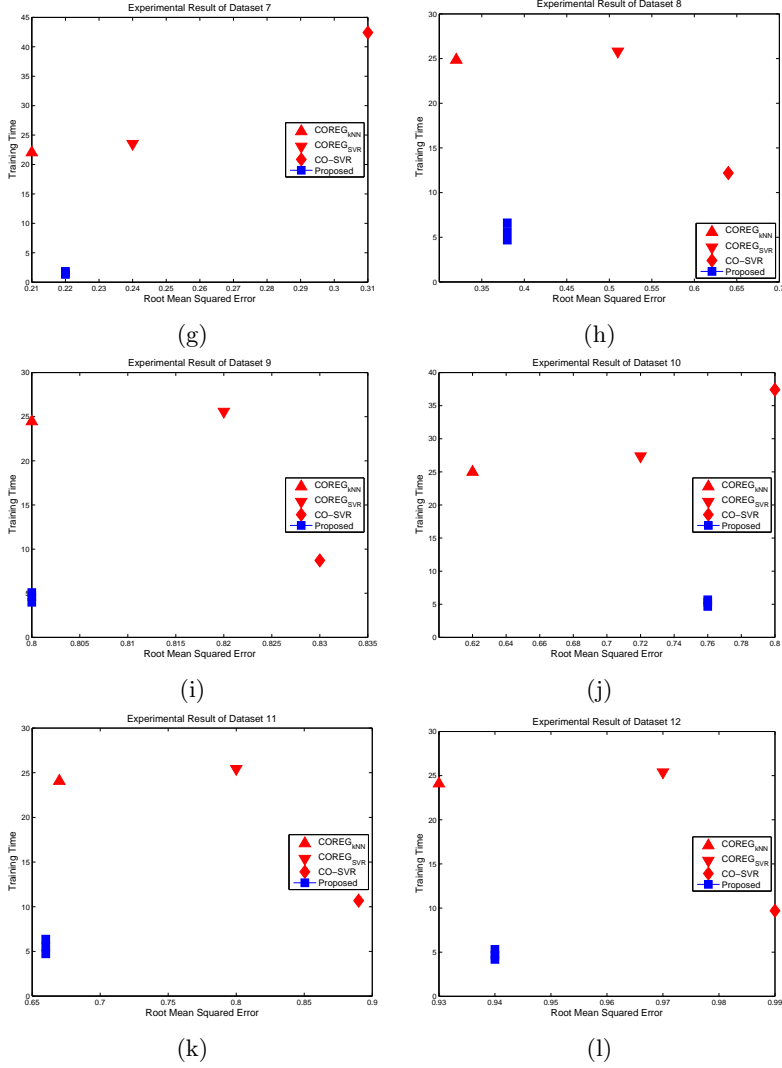 Experimental Result of Dataset 7
45
40
35
30
25
20
15
10
5
0
Training Time
COREG kNN
COREG SVR
CO−SVR
Proposed
0.21 0.22 0.23 0.24 0.25 0.26 0.27 0.28 0.29 0.3 0.31
Root Mean Squared Error
(g)
Experimental Result of Dataset 8
30
25
20
15
10
5
0
Training Time
COREG kNN
COREG SVR
CO−SVR
Proposed
0.35 0.4 0.45 0.5 0.55 0.6 0.65 0.7
Root Mean Squared Error
(h)
Experimental Result of Dataset 9
30
25
20
15
10
5
0
Training Time
COREG kNN
COREG SVR
CO−SVR
Proposed
0.8 0.805 0.81 0.815 0.82 0.825 0.83 0.835
Root Mean Squared Error
(i)
Experimental Result of Dataset 10
40
35
30
25
20
15
10
5
0
Training Time
COREG kNN
COREG SVR
CO−SVR
Proposed
0.62 0.64 0.66 0.68 0.7 0.72 0.74 0.76 0.78 0.8
Root Mean Squared Error
(j)
Experimental Result of Dataset 11
30
25
20
15
10
5
0
Training Time
COREG kNN
COREG SVR
CO−SVR
Proposed
0.65 0.7 0.75 0.8 0.85 0.9
Root Mean Squared Error
(k)
Experimental Result of Dataset 12
30
25
20
15
10
5
0
Training Time
COREG kNN
COREG SVR
CO−SVR
Proposed
0.93 0.94 0.95 0.96 0.97 0.98 0.99
Root Mean Squared Error
(l)